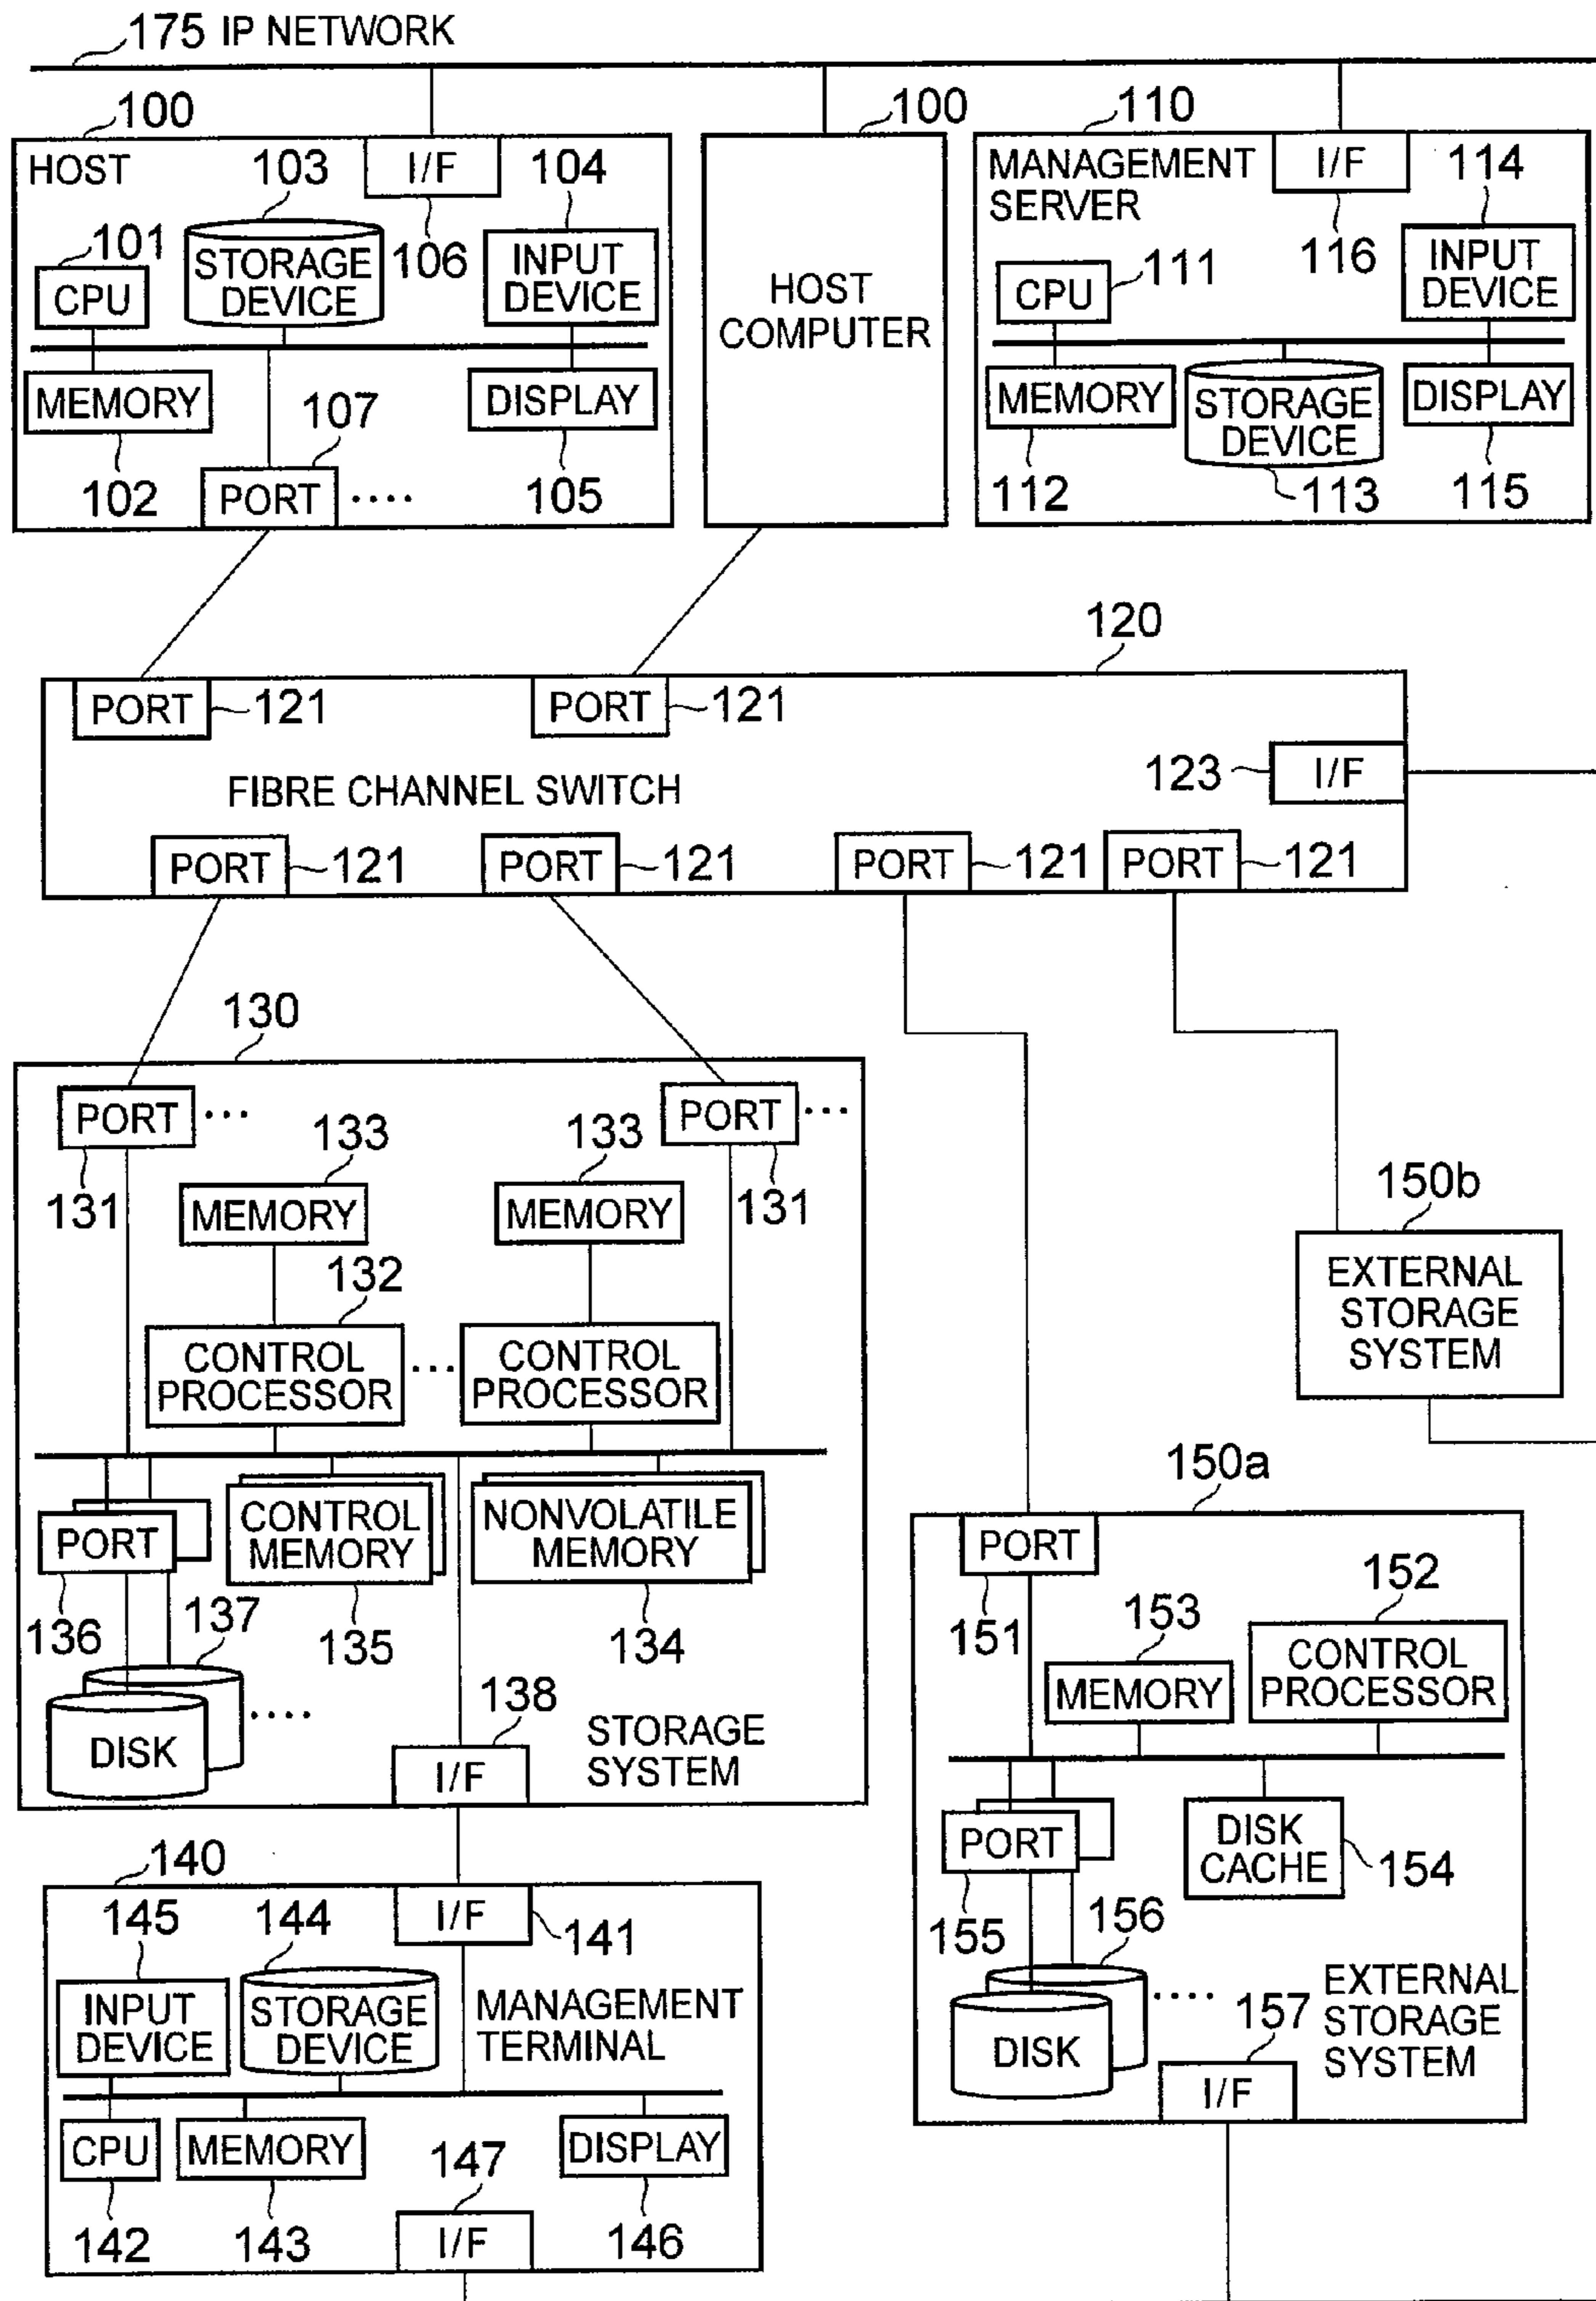 175 IP NETWORK
100
HOST
103
I/F
106
104
101
CPU
STORAGE
DEVICE
INPUT
DEVICE
MEMORY
102
107
PORT ....
DISPLAY
105
100
HOST
COMPUTER
110
MANAGEMENT
SERVER
I/F
116
114
CPU
111
INPUT
DEVICE
MEMORY
112
STORAGE
DEVICE
113
DISPLAY
115
120
PORT 121
PORT 121
FIBRE CHANNEL SWITCH
123 I/F
PORT 121
PORT 121
PORT 121
PORT 121
130
PORT ...
131
PORT ...
131
133
MEMORY
133
MEMORY
132
CONTROL
PROCESSOR
...
CONTROL
PROCESSOR
PORT
136
CONTROL
MEMORY
135
NONVOLATILE
MEMORY
134
137
DISK
....
138
I/F
STORAGE
SYSTEM
140
I/F
141
145
INPUT
DEVICE
144
STORAGE
DEVICE
MANAGEMENT
TERMINAL
CPU
142
MEMORY
143
DISPLAY
146
147
I/F
150b
EXTERNAL
STORAGE
SYSTEM
150a
PORT
151
153
MEMORY
152
CONTROL
PROCESSOR
PORT
155
DISK
CACHE
154
156
DISK
....
157
I/F
EXTERNAL
STORAGE
SYSTEM